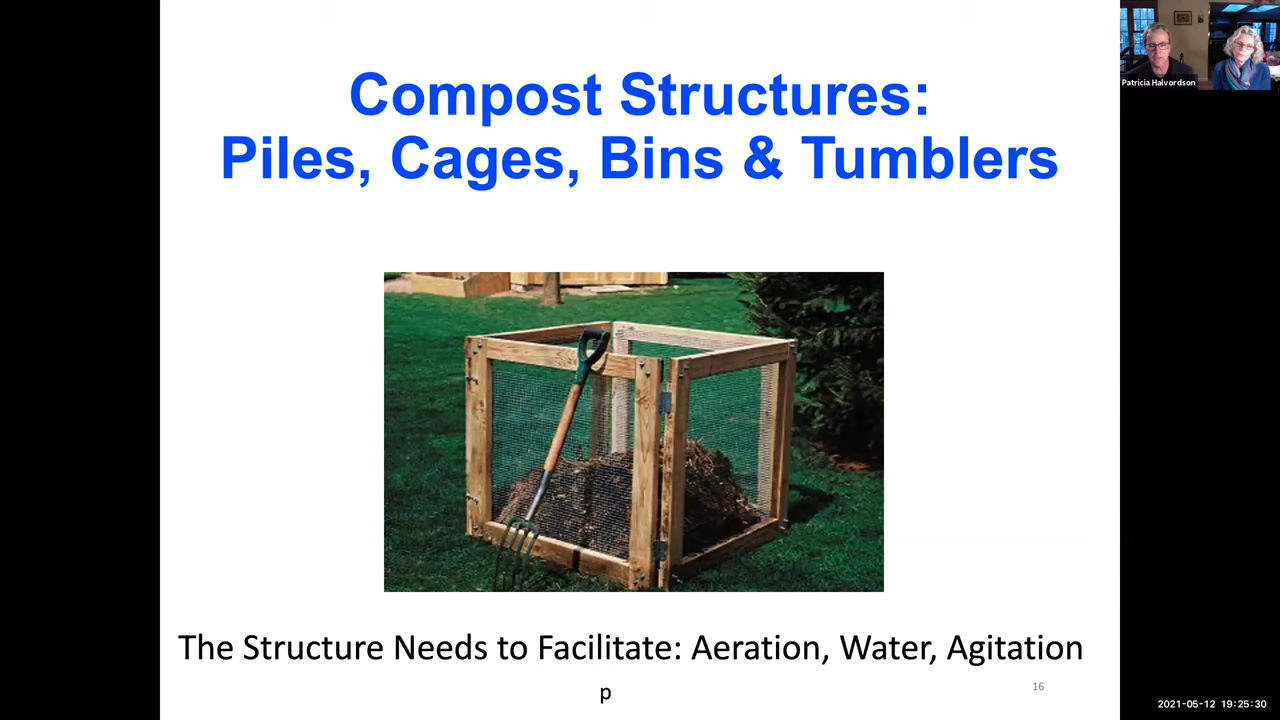 Compost Structures:
Piles, Cages, Bins & Tumblers
The Structure Needs to Facilitate: Aeration, Water, Agitation
p
16
Patricia Halvordson
2021-05-12 19:25:30